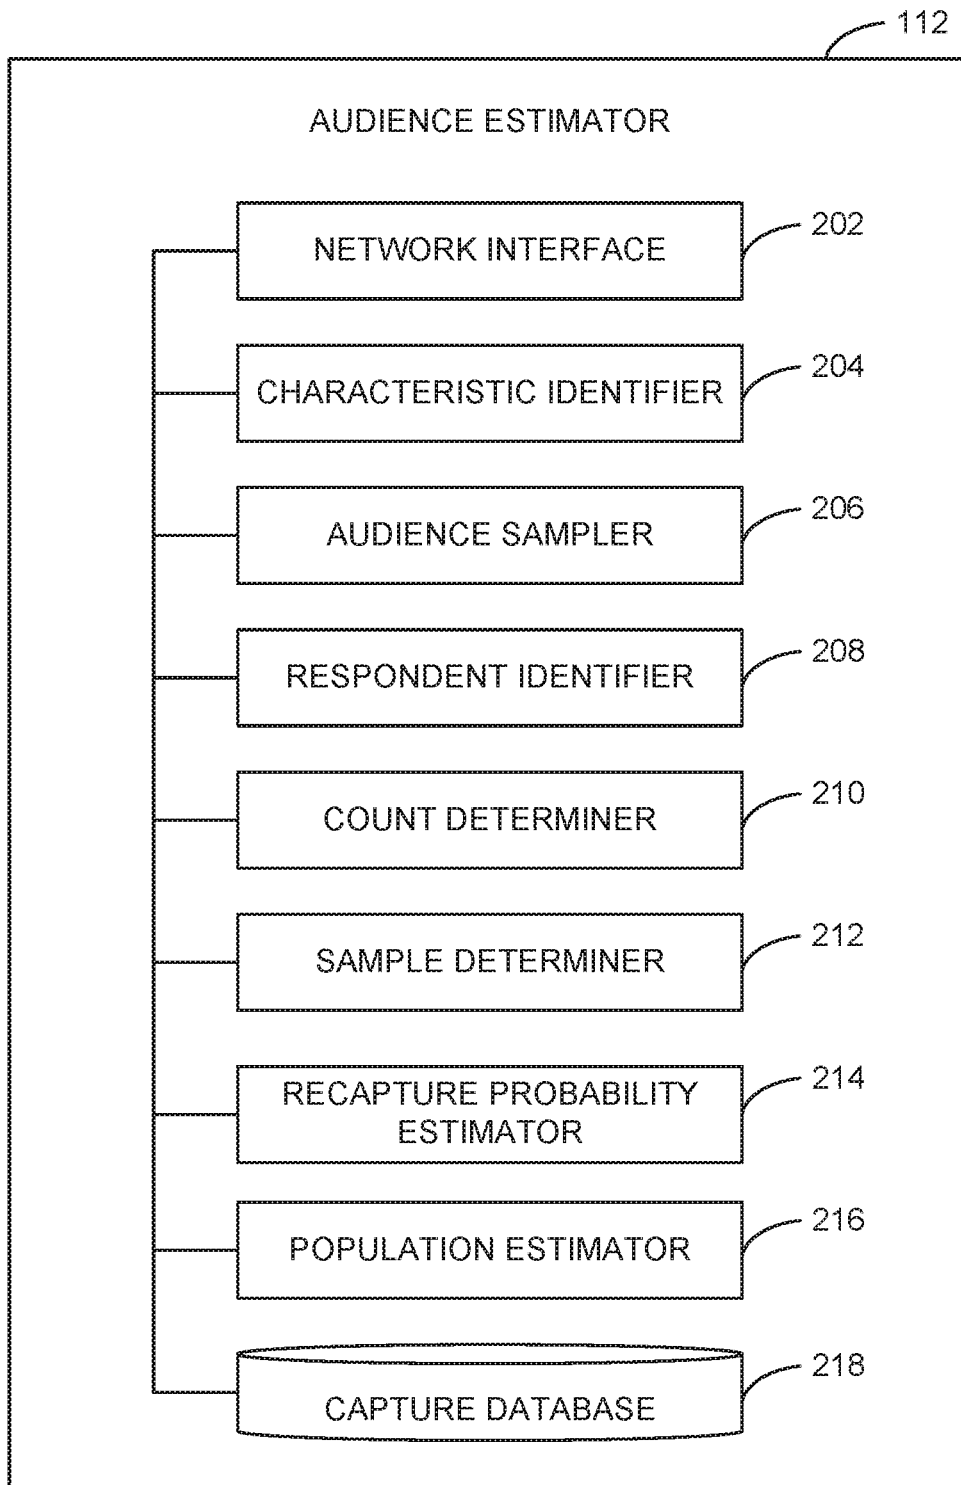 112
AUDIENCE ESTIMATOR
NETWORK INTERFACE
202
CHARACTERISTIC IDENTIFIER
204
AUDIENCE SAMPLER
206
RESPONDENT IDENTIFIER
208
COUNT DETERMINER
210
SAMPLE DETERMINER
212
RECAPTURE PROBABILITY
ESTIMATOR
214
POPULATION ESTIMATOR
216
CAPTURE DATABASE
218